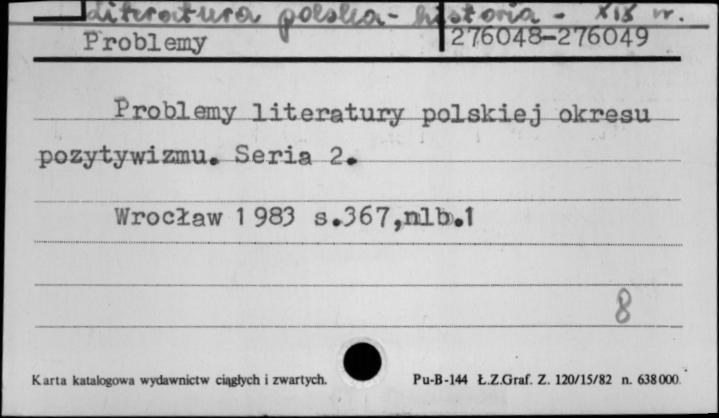 Literatura polska - historia - XIX w.
Problemy 276048-276049
Problemy literatury polskiej okresu
pozytywizmu. Seria 2.
Wrocław 1983 s.367,nlb.1
8
Karta katalogowa wydawnictw ciągłych i zwartych. Pu-B-144 Ł.Z.Graf. Z. 120/15/82 n. 638000.